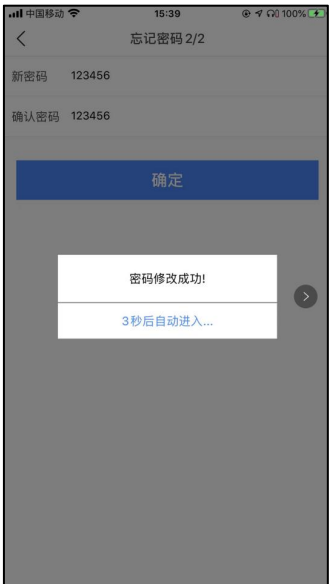 中国移动 15:39 100%
忘记密码 2/2
新密码 123456
确认密码 123456
确定
密码修改成功!
3秒后自动进入...